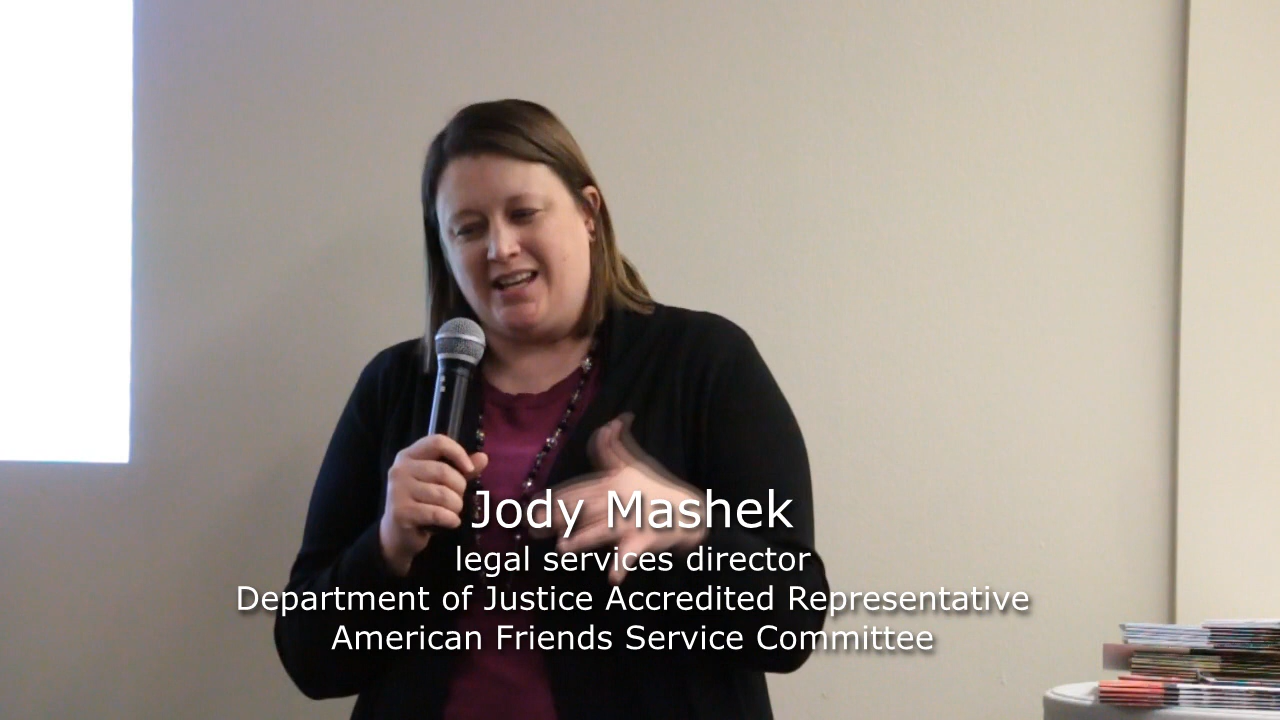 Jody Mashek
legal services director
Department of Justice Accredited Representative
American Friends Service Committee